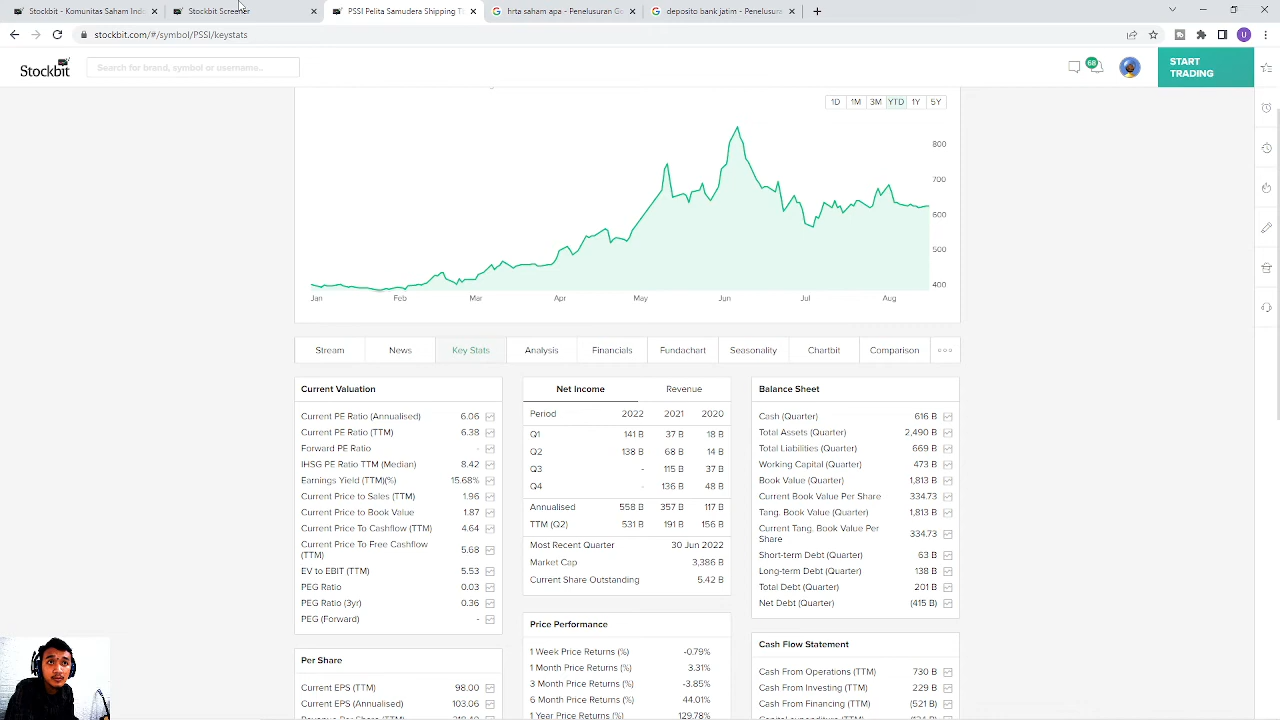 Stockbit - Komunitas Saham Ind
Stockbit Screener
PSSI Pelita Samudera Shipping T
hrta saham apa - Penelusuran Go
deposito bank jatim - Penelusura
stockbit.com/#/symbol/PSSI/keystats
U
Stockbit
Search for brand, symbol or username..
68
START
TRADING
1D 1M 3M YTD 1Y 5Y
800
700
600
500
400
Jan Feb Mar Apr May Jun Jul Aug
Stream News Key Stats Analysis Financials Fundachart Seasonality Chartbit Comparison
Current Valuation
Current PE Ratio (Annualised) 6.06
Current PE Ratio (TTM) 6.38
Forward PE Ratio -
IHSG PE Ratio TTM (Median) 8.42
Earnings Yield (TTM)(%) 15.68%
Current Price to Sales (TTM) 1.96
Current Price to Book Value 1.87
Current Price To Cashflow (TTM) 4.64
Current Price To Free Cashflow
(TTM) 5.68
EV to EBIT (TTM) 5.53
PEG Ratio 0.03
PEG Ratio (3yr) 0.36
PEG (Forward) -
Per Share
Current EPS (TTM) 98.00
Current EPS (Annualised) 103.06
Revenue Per Share (TTM) 319.40
Net Income Revenue
Period 2022 2021 2020
Q1 141 B 37 B 18 B
Q2 138 B 68 B 14 B
Q3 - 115 B 37 B
Q4 - 136 B 48 B
Annualised 558 B 357 B 117 B
TTM (Q2) 531 B 191 B 156 B
Most Recent Quarter 30 Jun 2022
Market Cap 3,386 B
Current Share Outstanding 5.42 B
Price Performance
1 Week Price Returns (%) -0.79%
1 Month Price Returns (%) 3.31%
3 Month Price Returns (%) -3.85%
6 Month Price Returns (%) 44.01%
1 Year Price Returns (%) 129.78%
Balance Sheet
Cash (Quarter) 616 B
Total Assets (Quarter) 2,490 B
Total Liabilities (Quarter) 669 B
Working Capital (Quarter) 473 B
Book Value (Quarter) 1,813 B
Current Book Value Per Share 334.73
Tang. Book Value (Quarter) 1,813 B
Current Tang. Book Value Per
Share 334.73
Short-term Debt (Quarter) 63 B
Long-term Debt (Quarter) 138 B
Total Debt (Quarter) 201 B
Net Debt (Quarter) (415 B)
Cash Flow Statement
Cash From Operations (TTM) 730 B
Cash From Investing (TTM) 229 B
Cash From Financing (TTM) (521 B)
Capital expenditure (TTM)